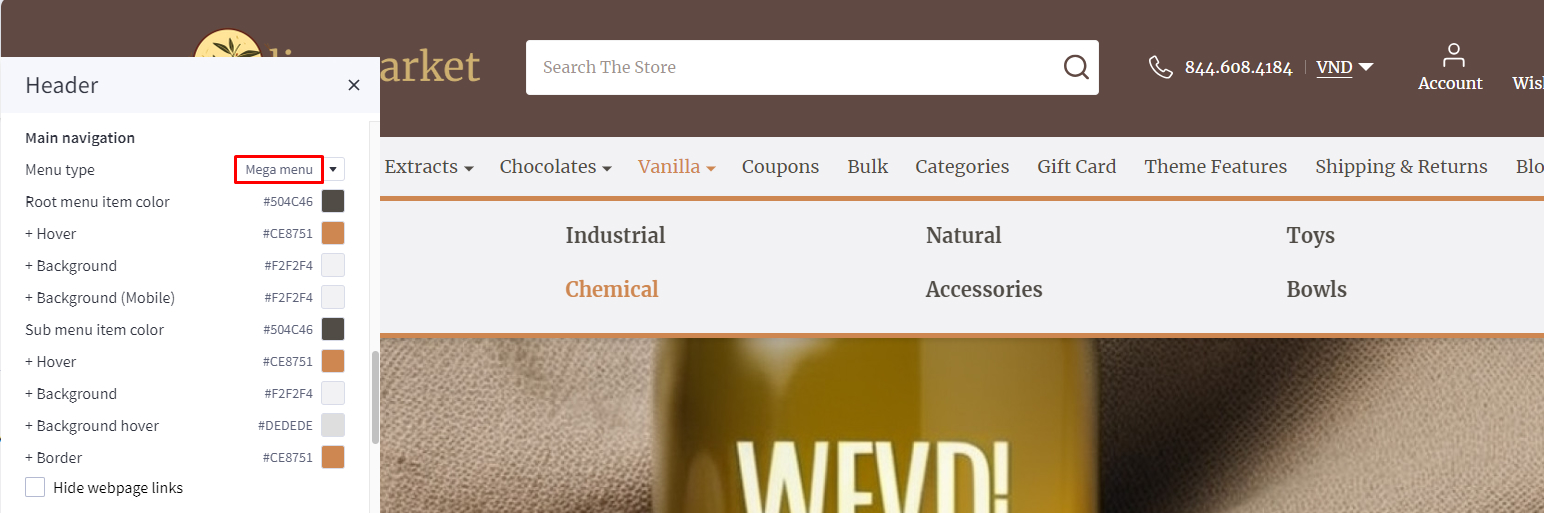 arket
Search The Store
844.608.4184
VND
Account
Header
Main navigation
Menu type Mega menu
Root menu item color #504C46
+ Hover #CE8751
+ Background #F2F2F4
+ Background (Mobile) #F2F2F4
Sub menu item color #504C46
+ Hover #CE8751
+ Background #F2F2F4
+ Background hover #DEDEDE
+ Border #CE8751
Hide webpage links
Extracts Chocolates Vanilla Coupons Bulk Categories Gift Card Theme Features Shipping & Returns Blo
Industrial Natural Toys
Chemical Accessories Bowls